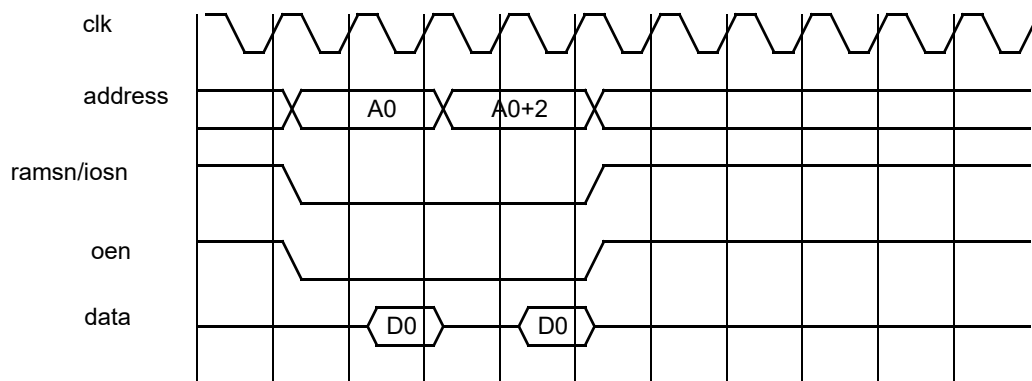 clk
address
A0
A0+2
ramsn/iosn
oen
data
D0
D0